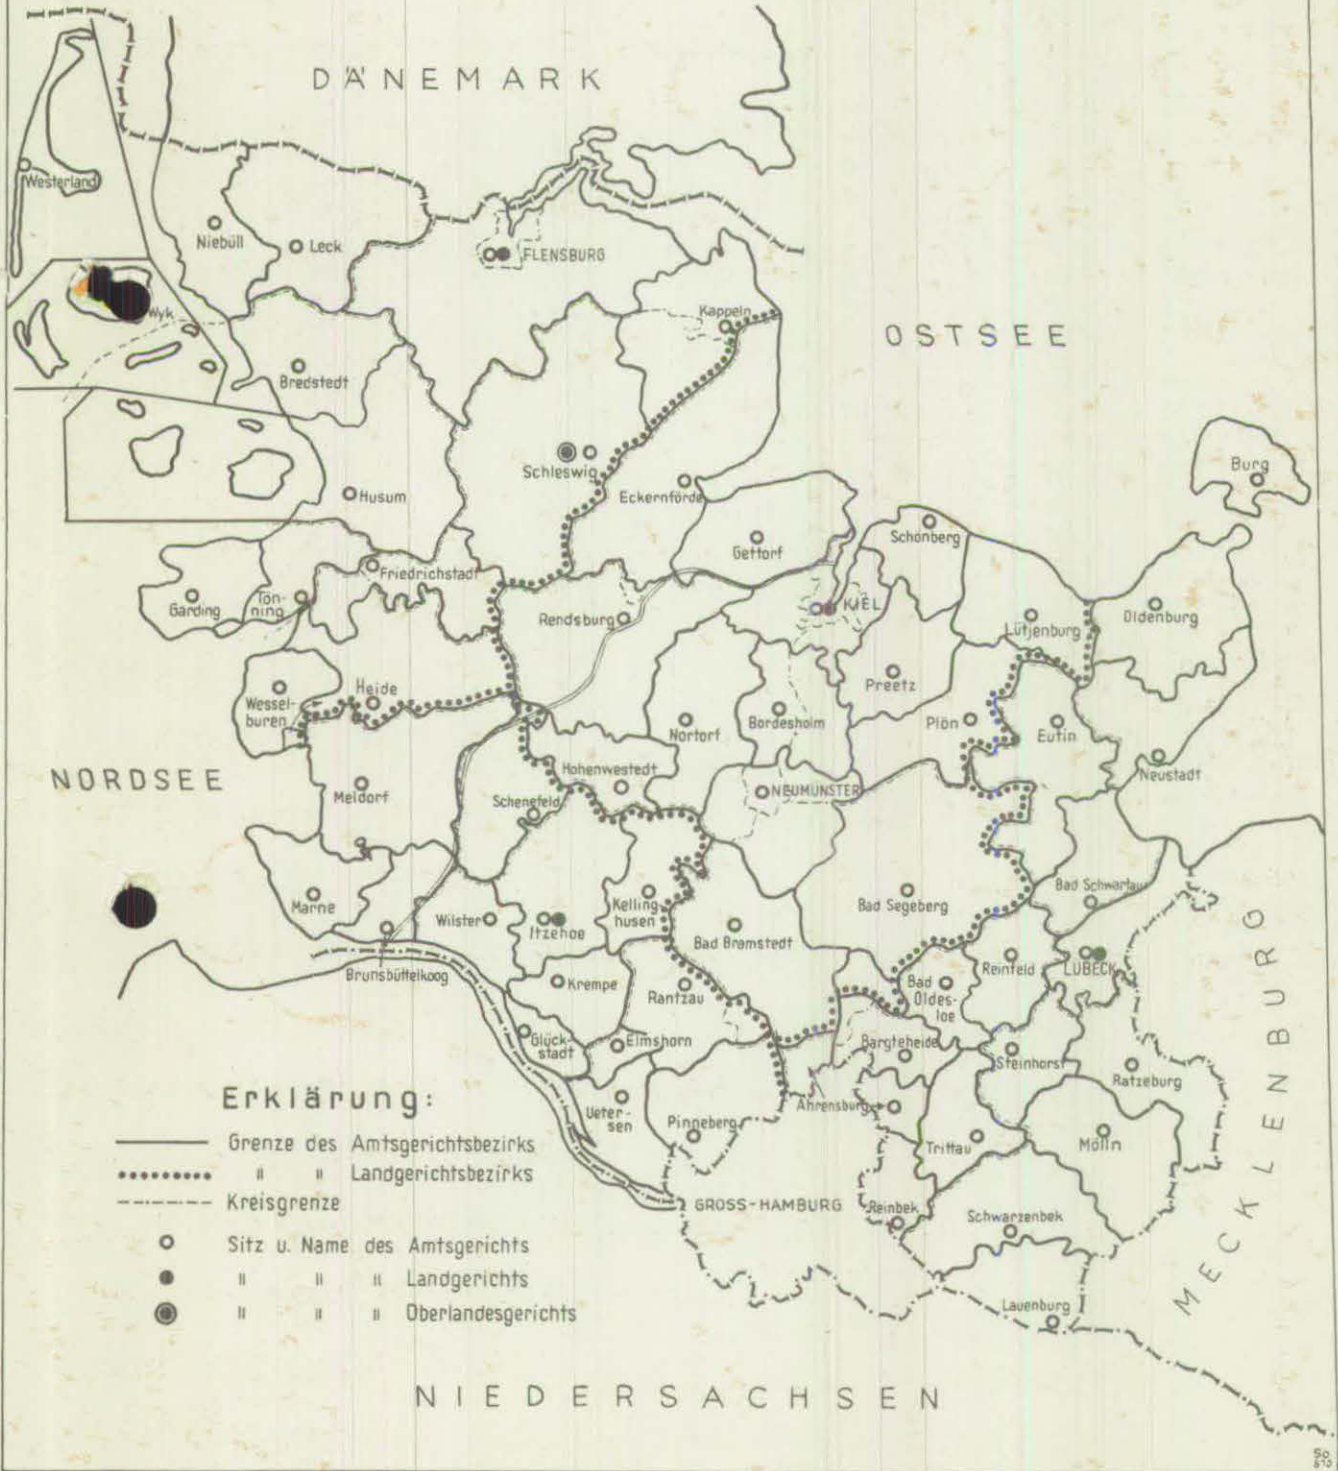 DÄNEMARK
Westerland
Niebüll
Leck
FLENSBURG
Wyk
Kappeln
OSTSEE
Bredstedt
Schleswig
Husum
Eckernförde
Burg
Gettorf
Schönberg
Friedrichstadt
Garding
Tön-
ning
Rendsburg
KIEL
Lütjenburg
Oldenburg
Wessel-
buren
Heide
Preetz
Nortorf
Bordesholm
Plön
Eutin
NORDSEE
Meldorf
Hohenwestedt
Schenefeld
NEUMÜNSTER
Neustadt
Marne
Wilster
Itzehoe
Kelling-
husen
Bad Bramstedt
Bad Segeberg
Bad Schwartau
Brunsbüttelkoog
Krempe
Rantzau
Bad
Oldes-
loe
Reinfeld
LÜBECK
Glück-
stadt
Elmshorn
Bargteheide
Steinhorst
Ratzeburg
MECKLENBURG
Ueter-
sen
Pinneberg
Ahrensburg
Trittau
Mölln
GROSS-HAMBURG
Reinbek
Schwarzenbek
Lauenburg
Erklärung:
Grenze des Amtsgerichtsbezirks
" " Landgerichtsbezirks
Kreisgrenze
Sitz u. Name des Amtsgerichts
" " " Landgerichts
" " " Oberlandesgerichts
NIEDERSACHSEN